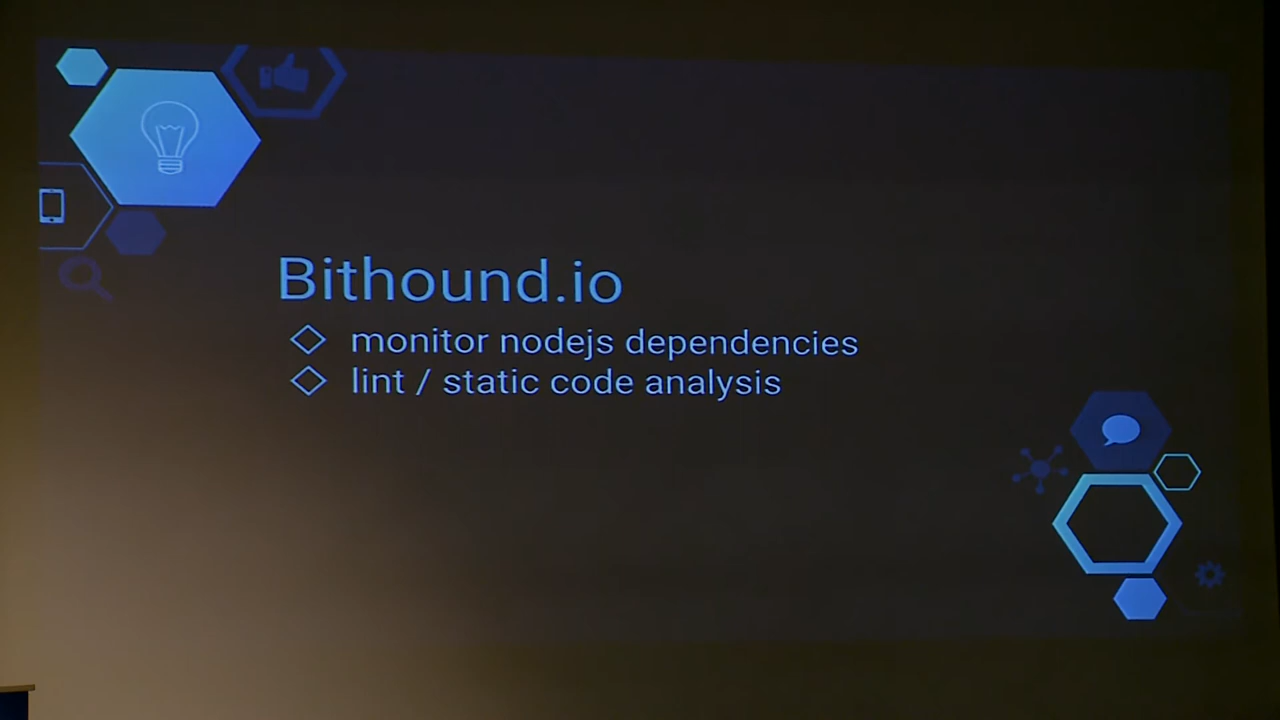 Bithound.io
monitor nodejs dependencies
lint / static code analysis